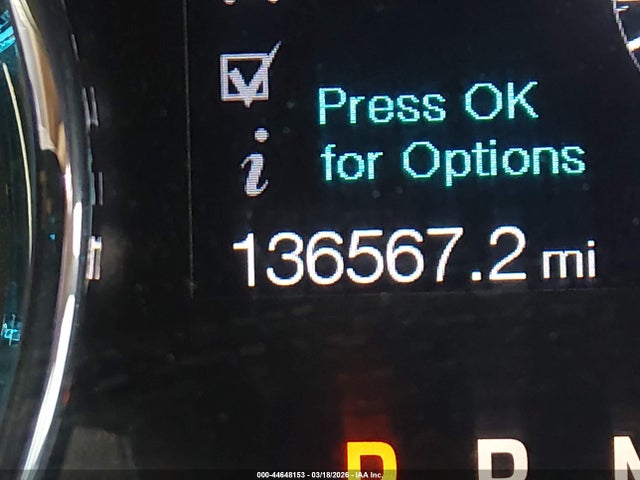 Press OK
for Options
i
136567.2 mi
P R N
000-44648153 - 03/18/2026 - IAA Inc.